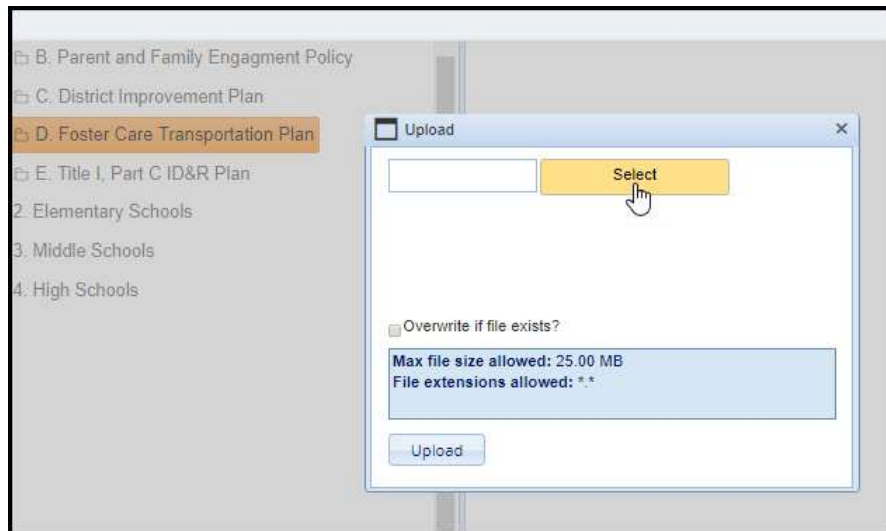 B. Parent and Family Engagment Policy
C. District Improvement Plan
D. Foster Care Transportation Plan
E. Title I, Part C ID&R Plan
2. Elementary Schools
3. Middle Schools
4. High Schools
Upload
Select
Overwrite if file exists?
Max file size allowed: 25.00 MB
File extensions allowed: *.*
Upload